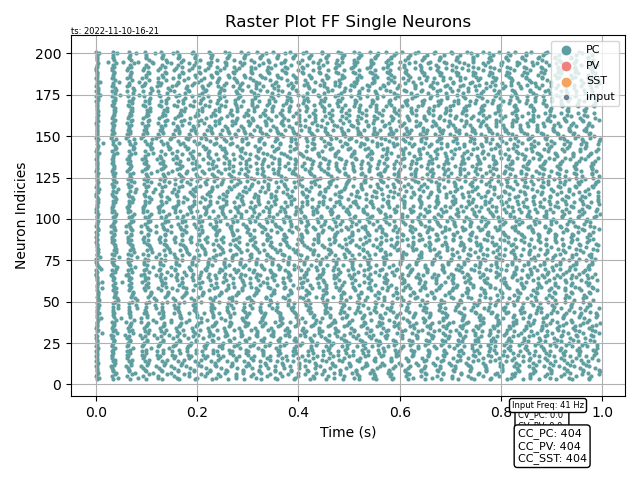 Raster Plot FF Single Neurons
ts: 2022-11-10-16-21
PC
PV
SST
input
200
175
150
125
100
75
50
25
0
Neuron Indicies
0.0 0.2 0.4 0.6 0.8 1.0
Time (s)
Input Freq: 41 Hz
CV_PC: 0.0
CC_PC: 404
CC_PV: 404
CC_SST: 404